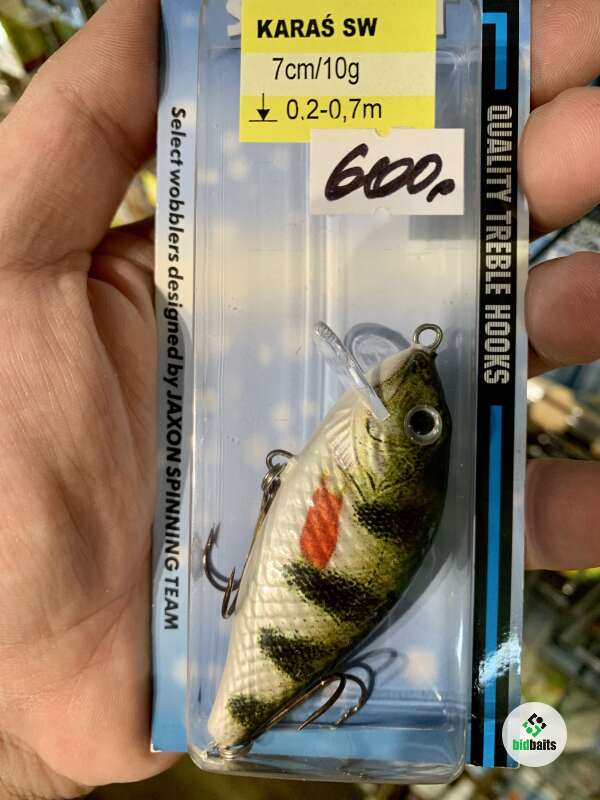 KARAŚ SW
7cm/10g
0,2-0,7m
600,-
QUALITY TREBLE HOOKS
Select wobblers designed by JAXON SPINNING TEAM
bidbaits